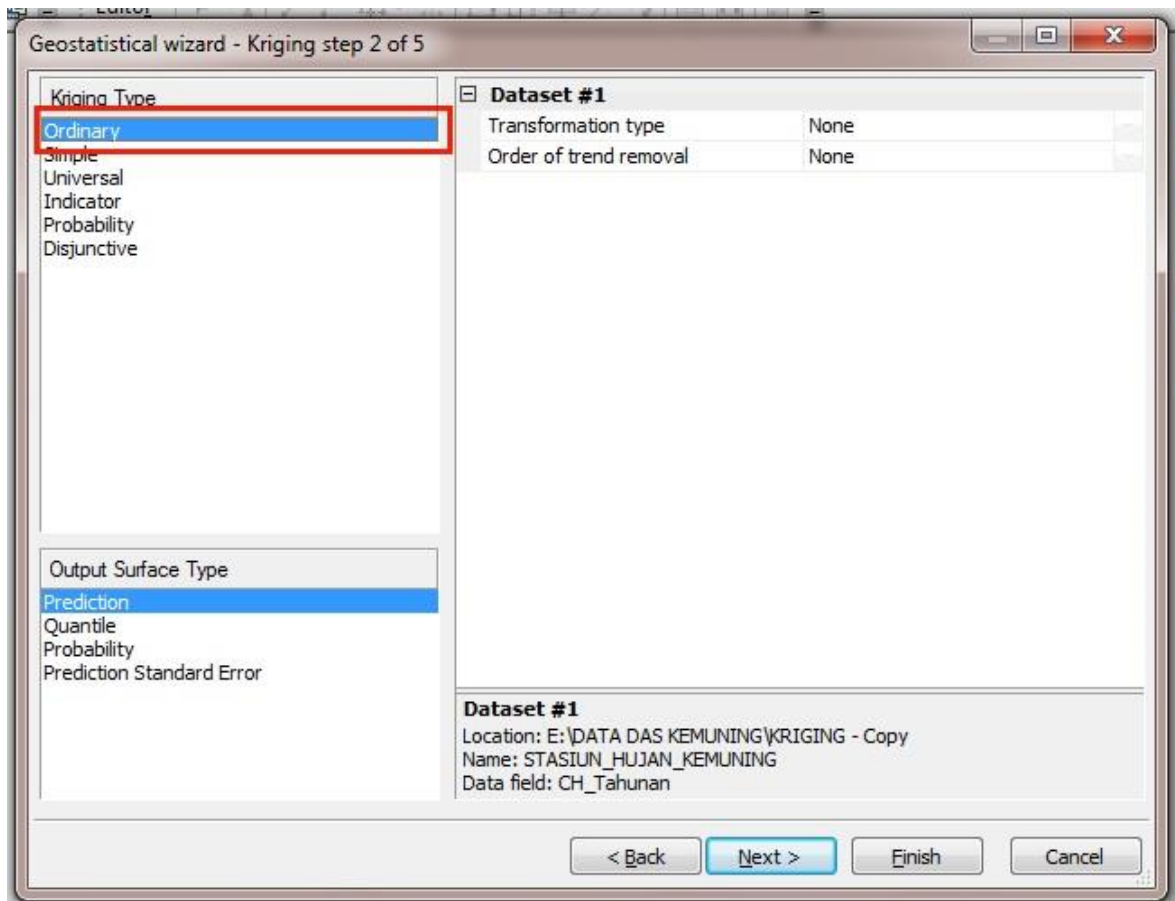 Editor
Geostatistical wizard - Kriging step 2 of 5
Kriging Type
Ordinary
Simple
Universal
Indicator
Probability
Disjunctive
Output Surface Type
Prediction
Quantile
Probability
Prediction Standard Error
Dataset #1
Transformation type None
Order of trend removal None
Dataset #1
Location: E:\DATA DAS KEMUNING\KRIGING - Copy
Name: STASIUN_HUJAN_KEMUNING
Data field: CH_Tahunan
< Back Next > Finish Cancel